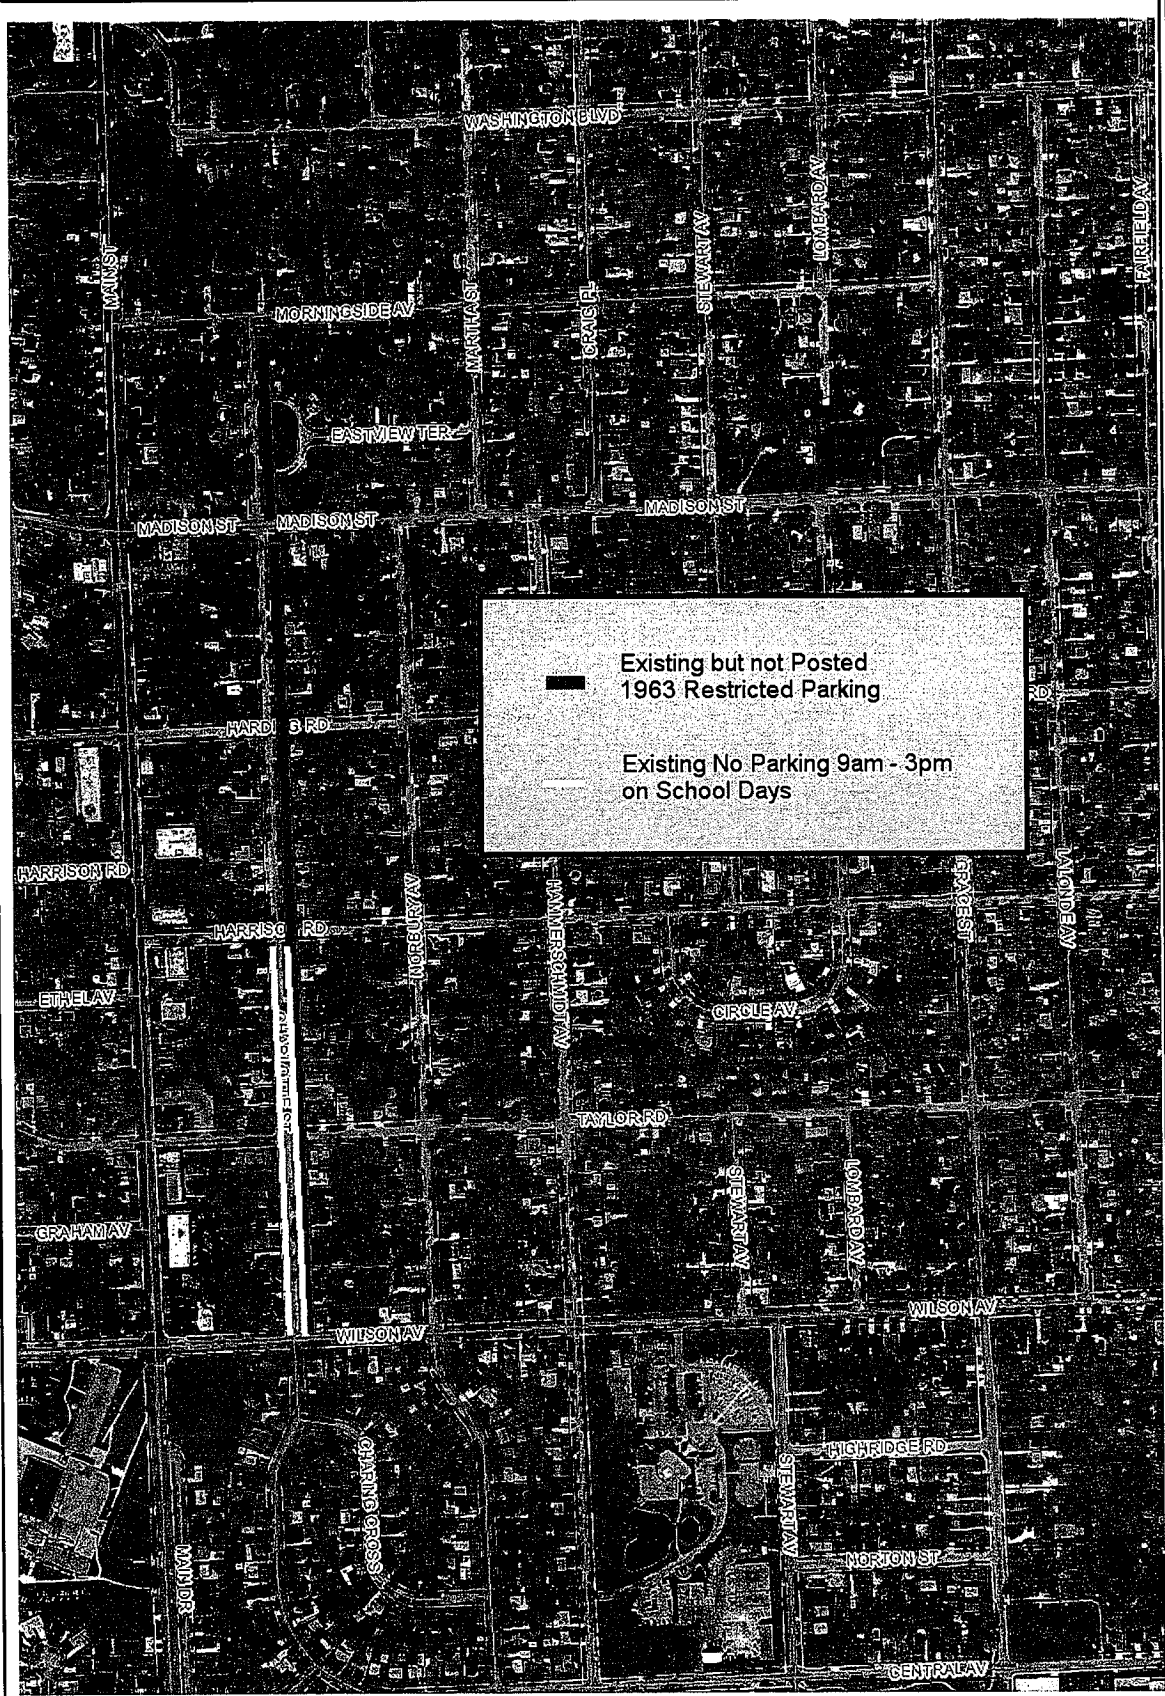 WASHINGTON BLVD
LOMBARD AV
FAIRFIELD AV
MAIN ST
STEWART AV
MORNINGSIDE AV
MARTHA ST
CRAIG PL
EASTVIEW TER
MADISON ST
MADISON ST
MADISON ST
Existing but not Posted
1963 Restricted Parking
RD
HARDING RD
Existing No Parking 9am - 3pm
on School Days
HARRISON RD
HARRISON RD
NORBURY AV
HAMMERSCHMIDT AV
GRACE ST
ETHEL AV
CIRCLE AV
TAYLOR RD
STEWART AV
LOMBARD AV
GRAHAM AV
WILSON AV
WILSON AV
CHARING CROSS
HIGHRIDGE RD
STEWART AV
MAIN DR
NORTON ST
CENTRAL AV